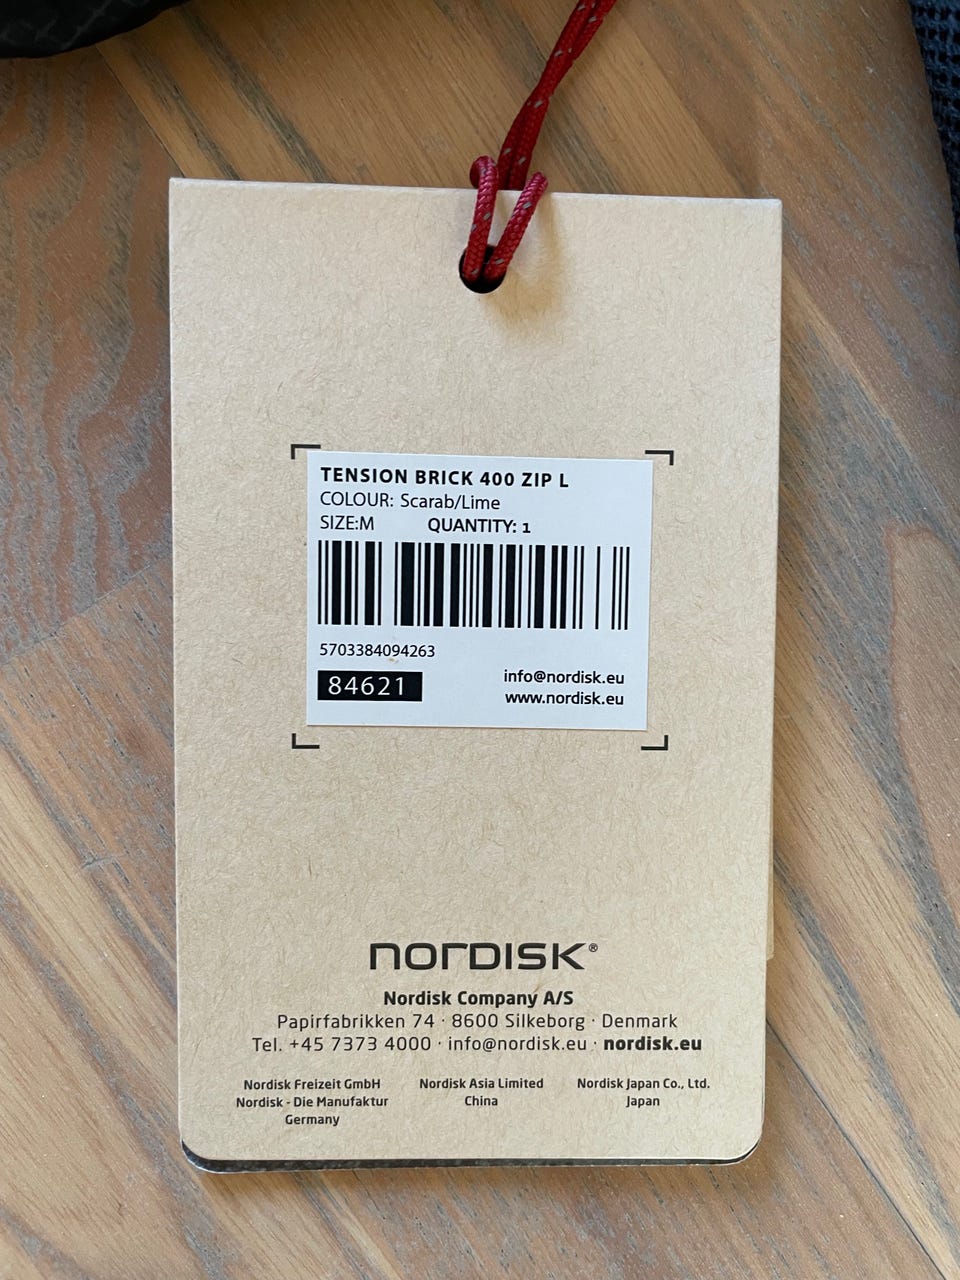 TENSION BRICK 400 ZIP L
COLOUR: Scarab/Lime
SIZE:M QUANTITY: 1
5703384094263
84621
info@nordisk.eu
www.nordisk.eu
nordisk®
Nordisk Company A/S
Papirfabrikken 74 · 8600 Silkeborg · Denmark
Tel. +45 7373 4000 · info@nordisk.eu · nordisk.eu
Nordisk Freizeit GmbH
Nordisk - Die Manufaktur
Germany
Nordisk Asia Limited
China
Nordisk Japan Co., Ltd.
Japan